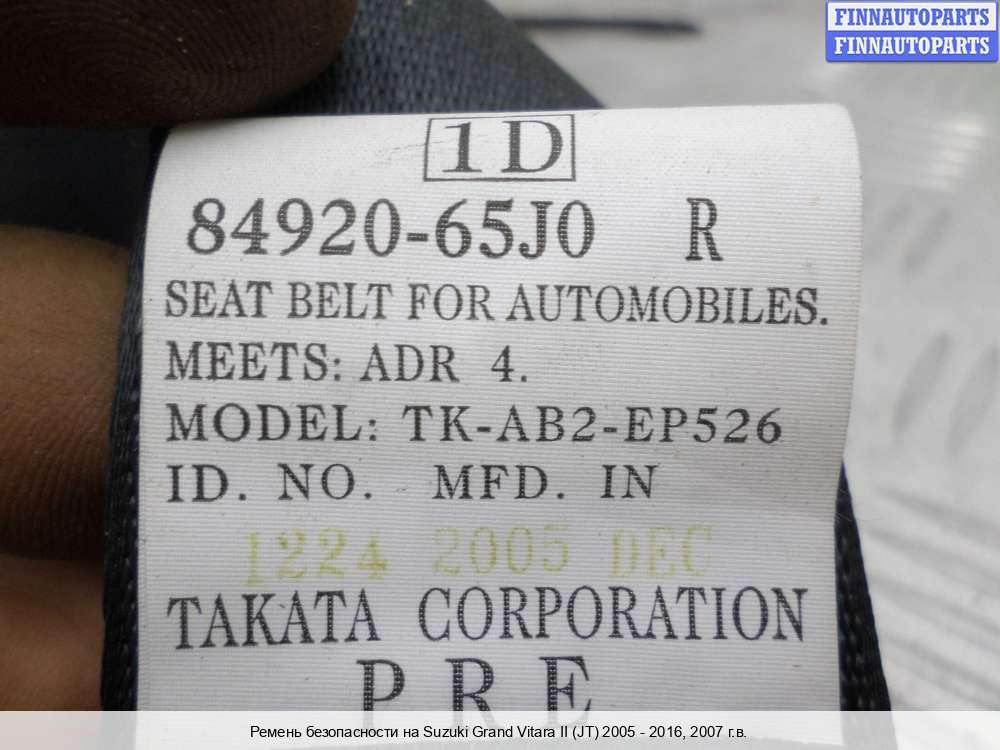 FINNAUTOPARTS
FINNAUTOPARTS
1D
84920-65J0 R
SEAT BELT FOR AUTOMOBILES.
MEETS: ADR 4.
MODEL: TK-AB2-EP526
ID. NO. MFD. IN
1224 2005 DEC
TAKATA CORPORATION
PRE
Ремень безопасности на Suzuki Grand Vitara II (JT) 2005 - 2016, 2007 г.в.